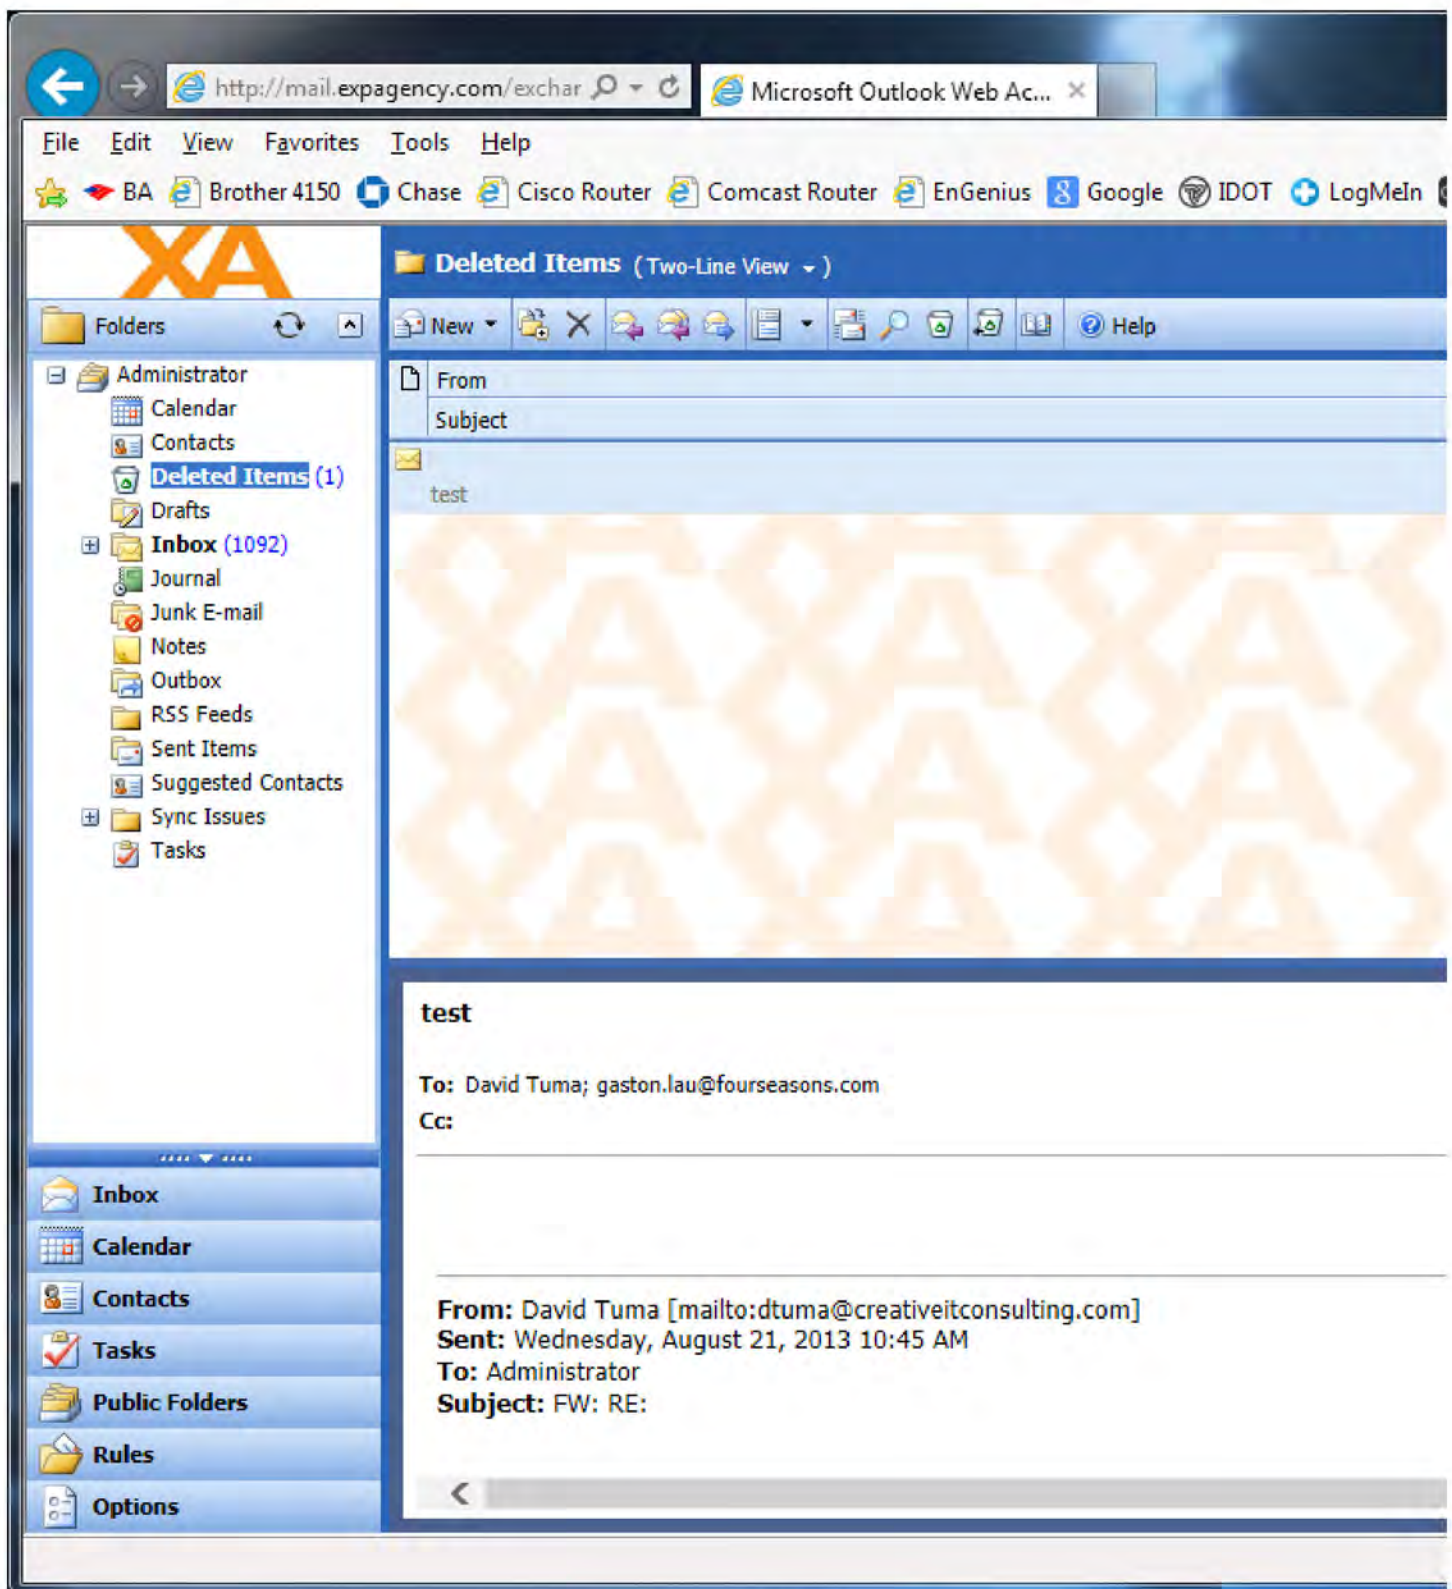 http://mail.expagency.com/exchar
Microsoft Outlook Web Ac...
File Edit View Favorites Tools Help
BA Brother 4150 Chase Cisco Router Comcast Router EnGenius Google IDOT LogMeIn
XA
Deleted Items (Two-Line View)
Folders
New Help
Administrator
Calendar
Contacts
Deleted Items (1)
Drafts
Inbox (1092)
Journal
Junk E-mail
Notes
Outbox
RSS Feeds
Sent Items
Suggested Contacts
Sync Issues
Tasks
From
Subject
test
test
To: David Tuma; gaston.lau@fourseasons.com
Cc:
From: David Tuma [mailto:dtuma@creativeitconsulting.com]
Sent: Wednesday, August 21, 2013 10:45 AM
To: Administrator
Subject: FW: RE:
Inbox
Calendar
Contacts
Tasks
Public Folders
Rules
Options